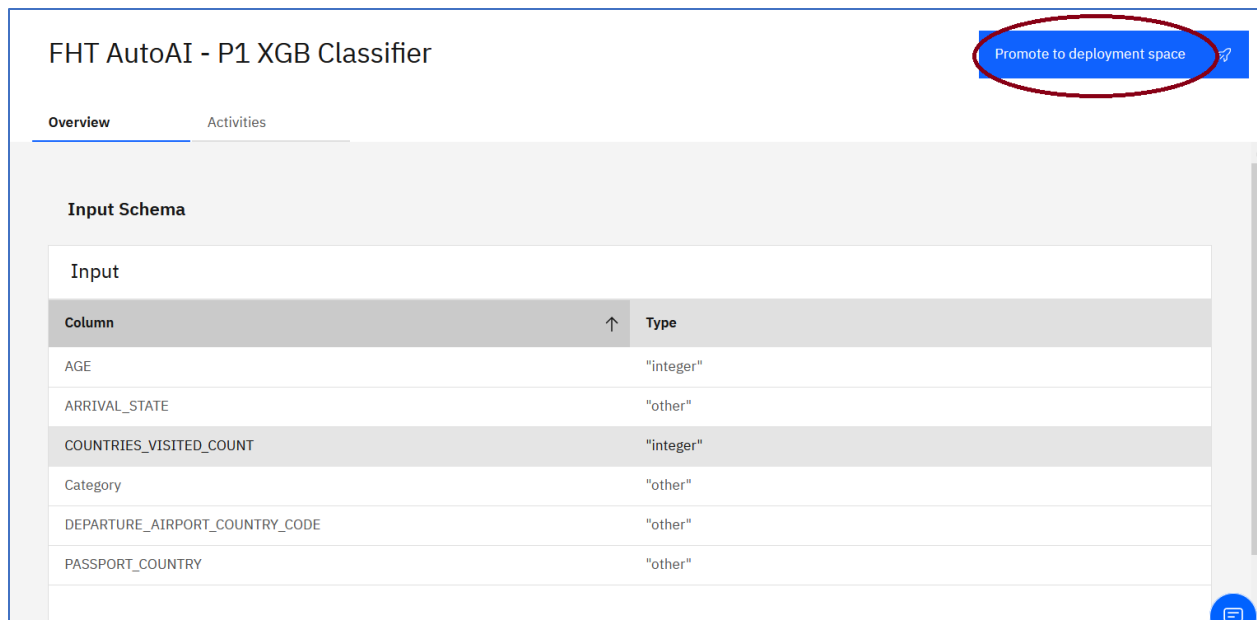 FHT AutoAI - P1 XGB Classifier
Promote to deployment space
Overview Activities
Input Schema
Input
Column Type
AGE "integer"
ARRIVAL_STATE "other"
COUNTRIES_VISITED_COUNT "integer"
Category "other"
DEPARTURE_AIRPORT_COUNTRY_CODE "other"
PASSPORT_COUNTRY "other"